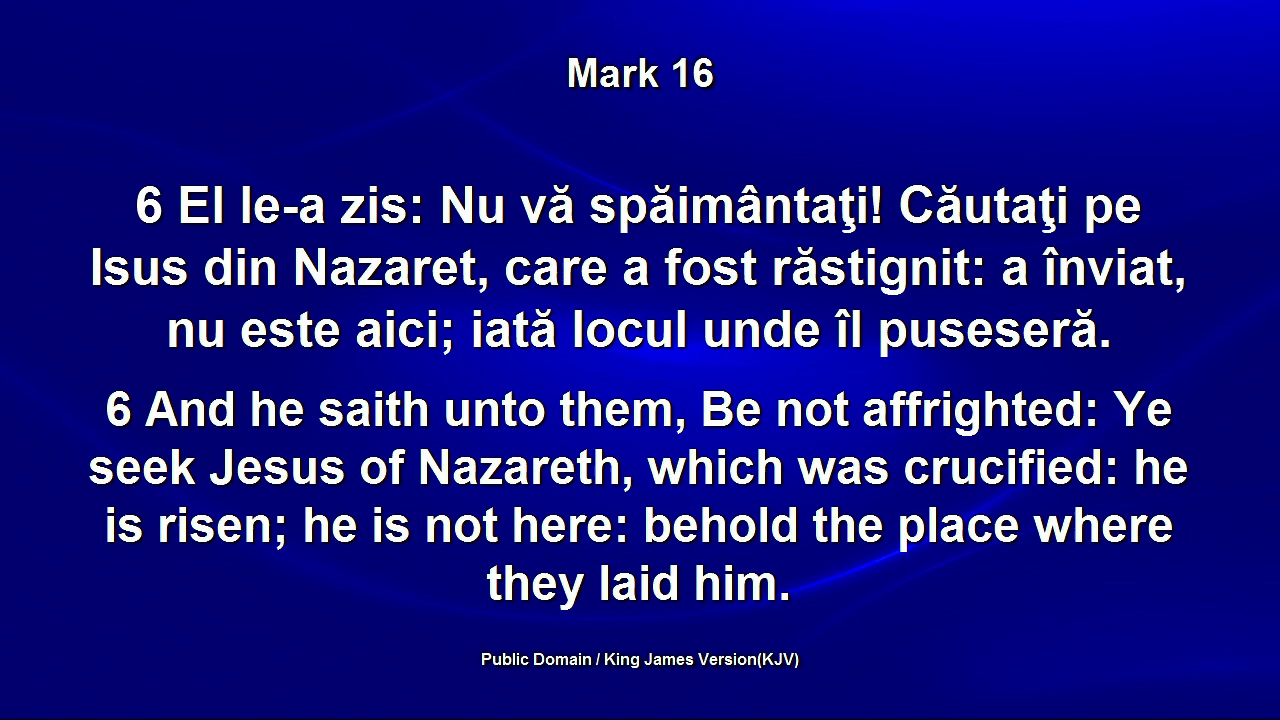 Mark 16
6 El le-a zis: Nu vă spăimântaţi! Căutaţi pe
Isus din Nazaret, care a fost răstignit: a înviat,
nu este aici; iată locul unde îl puseseră.
6 And he saith unto them, Be not affrighted: Ye
seek Jesus of Nazareth, which was crucified: he
is risen; he is not here: behold the place where
they laid him.
Public Domain / King James Version(KJV)